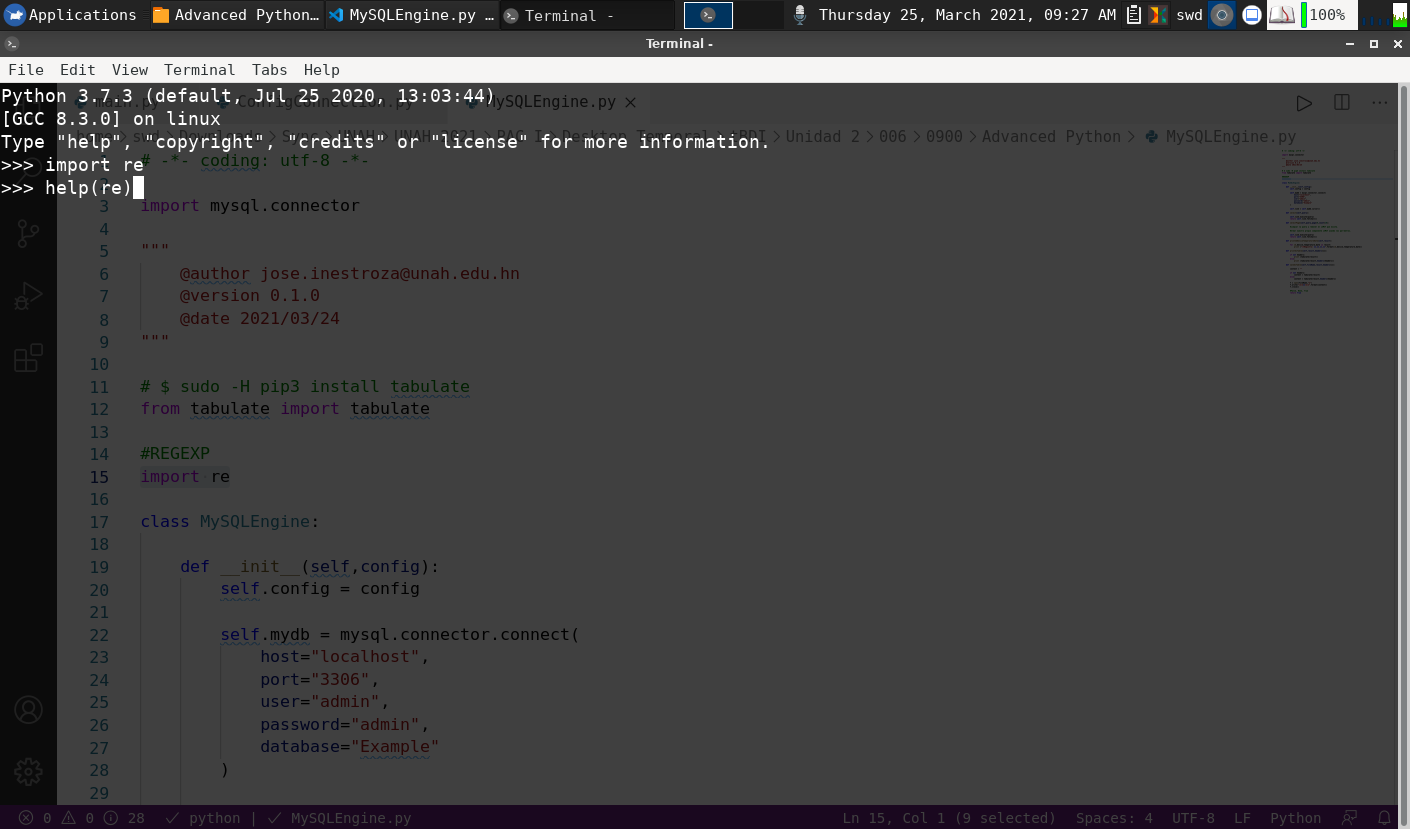 Applications Advanced Python… MySQLEngine.py … Terminal - Thursday 25, March 2021, 09:27 AM swd 100%
Terminal -
File Edit View Terminal Tabs Help
Python 3.7.3 (default, Jul 25 2020, 13:03:44)
[GCC 8.3.0] on linux
Type "help", "copyright", "credits" or "license" for more information.
>>> import re
>>> help(re)
main.py ConfigConnection.py MySQLEngine.py
Unidad 2 › 006 › 0900 › Advanced Python › MySQLEngine.py
# -*- coding: utf-8 -*-
3 import mysql.connector
4
5 """
6 @author jose.inestroza@unah.edu.hn
7 @version 0.1.0
8 @date 2021/03/24
9 """
10
11 # $ sudo -H pip3 install tabulate
12 from tabulate import tabulate
13
14 #REGEXP
15 import re
16
17 class MySQLEngine:
18
19 def __init__(self,config):
20 self.config = config
21
22 self.mydb = mysql.connector.connect(
23 host="localhost",
24 port="3306",
25 user="admin",
26 password="admin",
27 database="Example"
28 )
29
0 0 28 python | MySQLEngine.py Ln 15, Col 1 (9 selected) Spaces: 4 UTF-8 LF Python